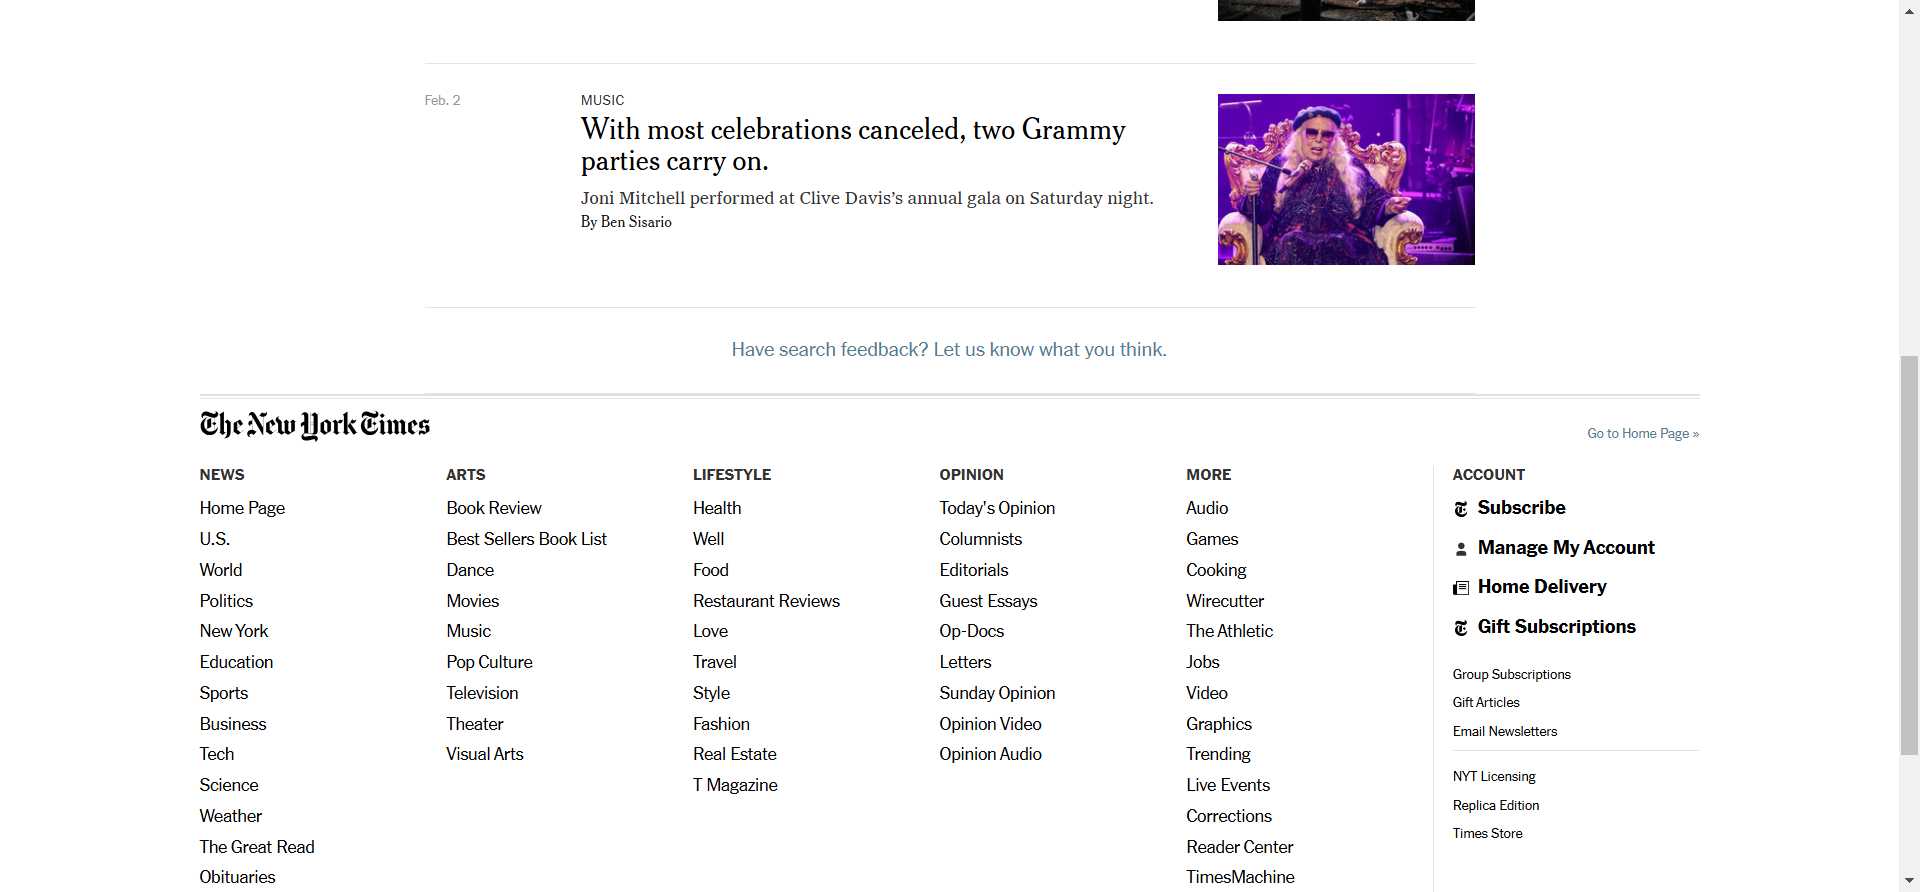 Feb. 2
MUSIC
With most celebrations canceled, two Grammy
parties carry on.
Joni Mitchell performed at Clive Davis’s annual gala on Saturday night.
By Ben Sisario
Have search feedback? Let us know what you think.
The New York Times
Go to Home Page »
NEWS
Home Page
U.S.
World
Politics
New York
Education
Sports
Business
Tech
Science
Weather
The Great Read
Obituaries
ARTS
Book Review
Best Sellers Book List
Dance
Movies
Music
Pop Culture
Television
Theater
Visual Arts
LIFESTYLE
Health
Well
Food
Restaurant Reviews
Love
Travel
Style
Fashion
Real Estate
T Magazine
OPINION
Today's Opinion
Columnists
Editorials
Guest Essays
Op-Docs
Letters
Sunday Opinion
Opinion Video
Opinion Audio
MORE
Audio
Games
Cooking
Wirecutter
The Athletic
Jobs
Video
Graphics
Trending
Live Events
Corrections
Reader Center
TimesMachine
ACCOUNT
Subscribe
Manage My Account
Home Delivery
Gift Subscriptions
Group Subscriptions
Gift Articles
Email Newsletters
NYT Licensing
Replica Edition
Times Store